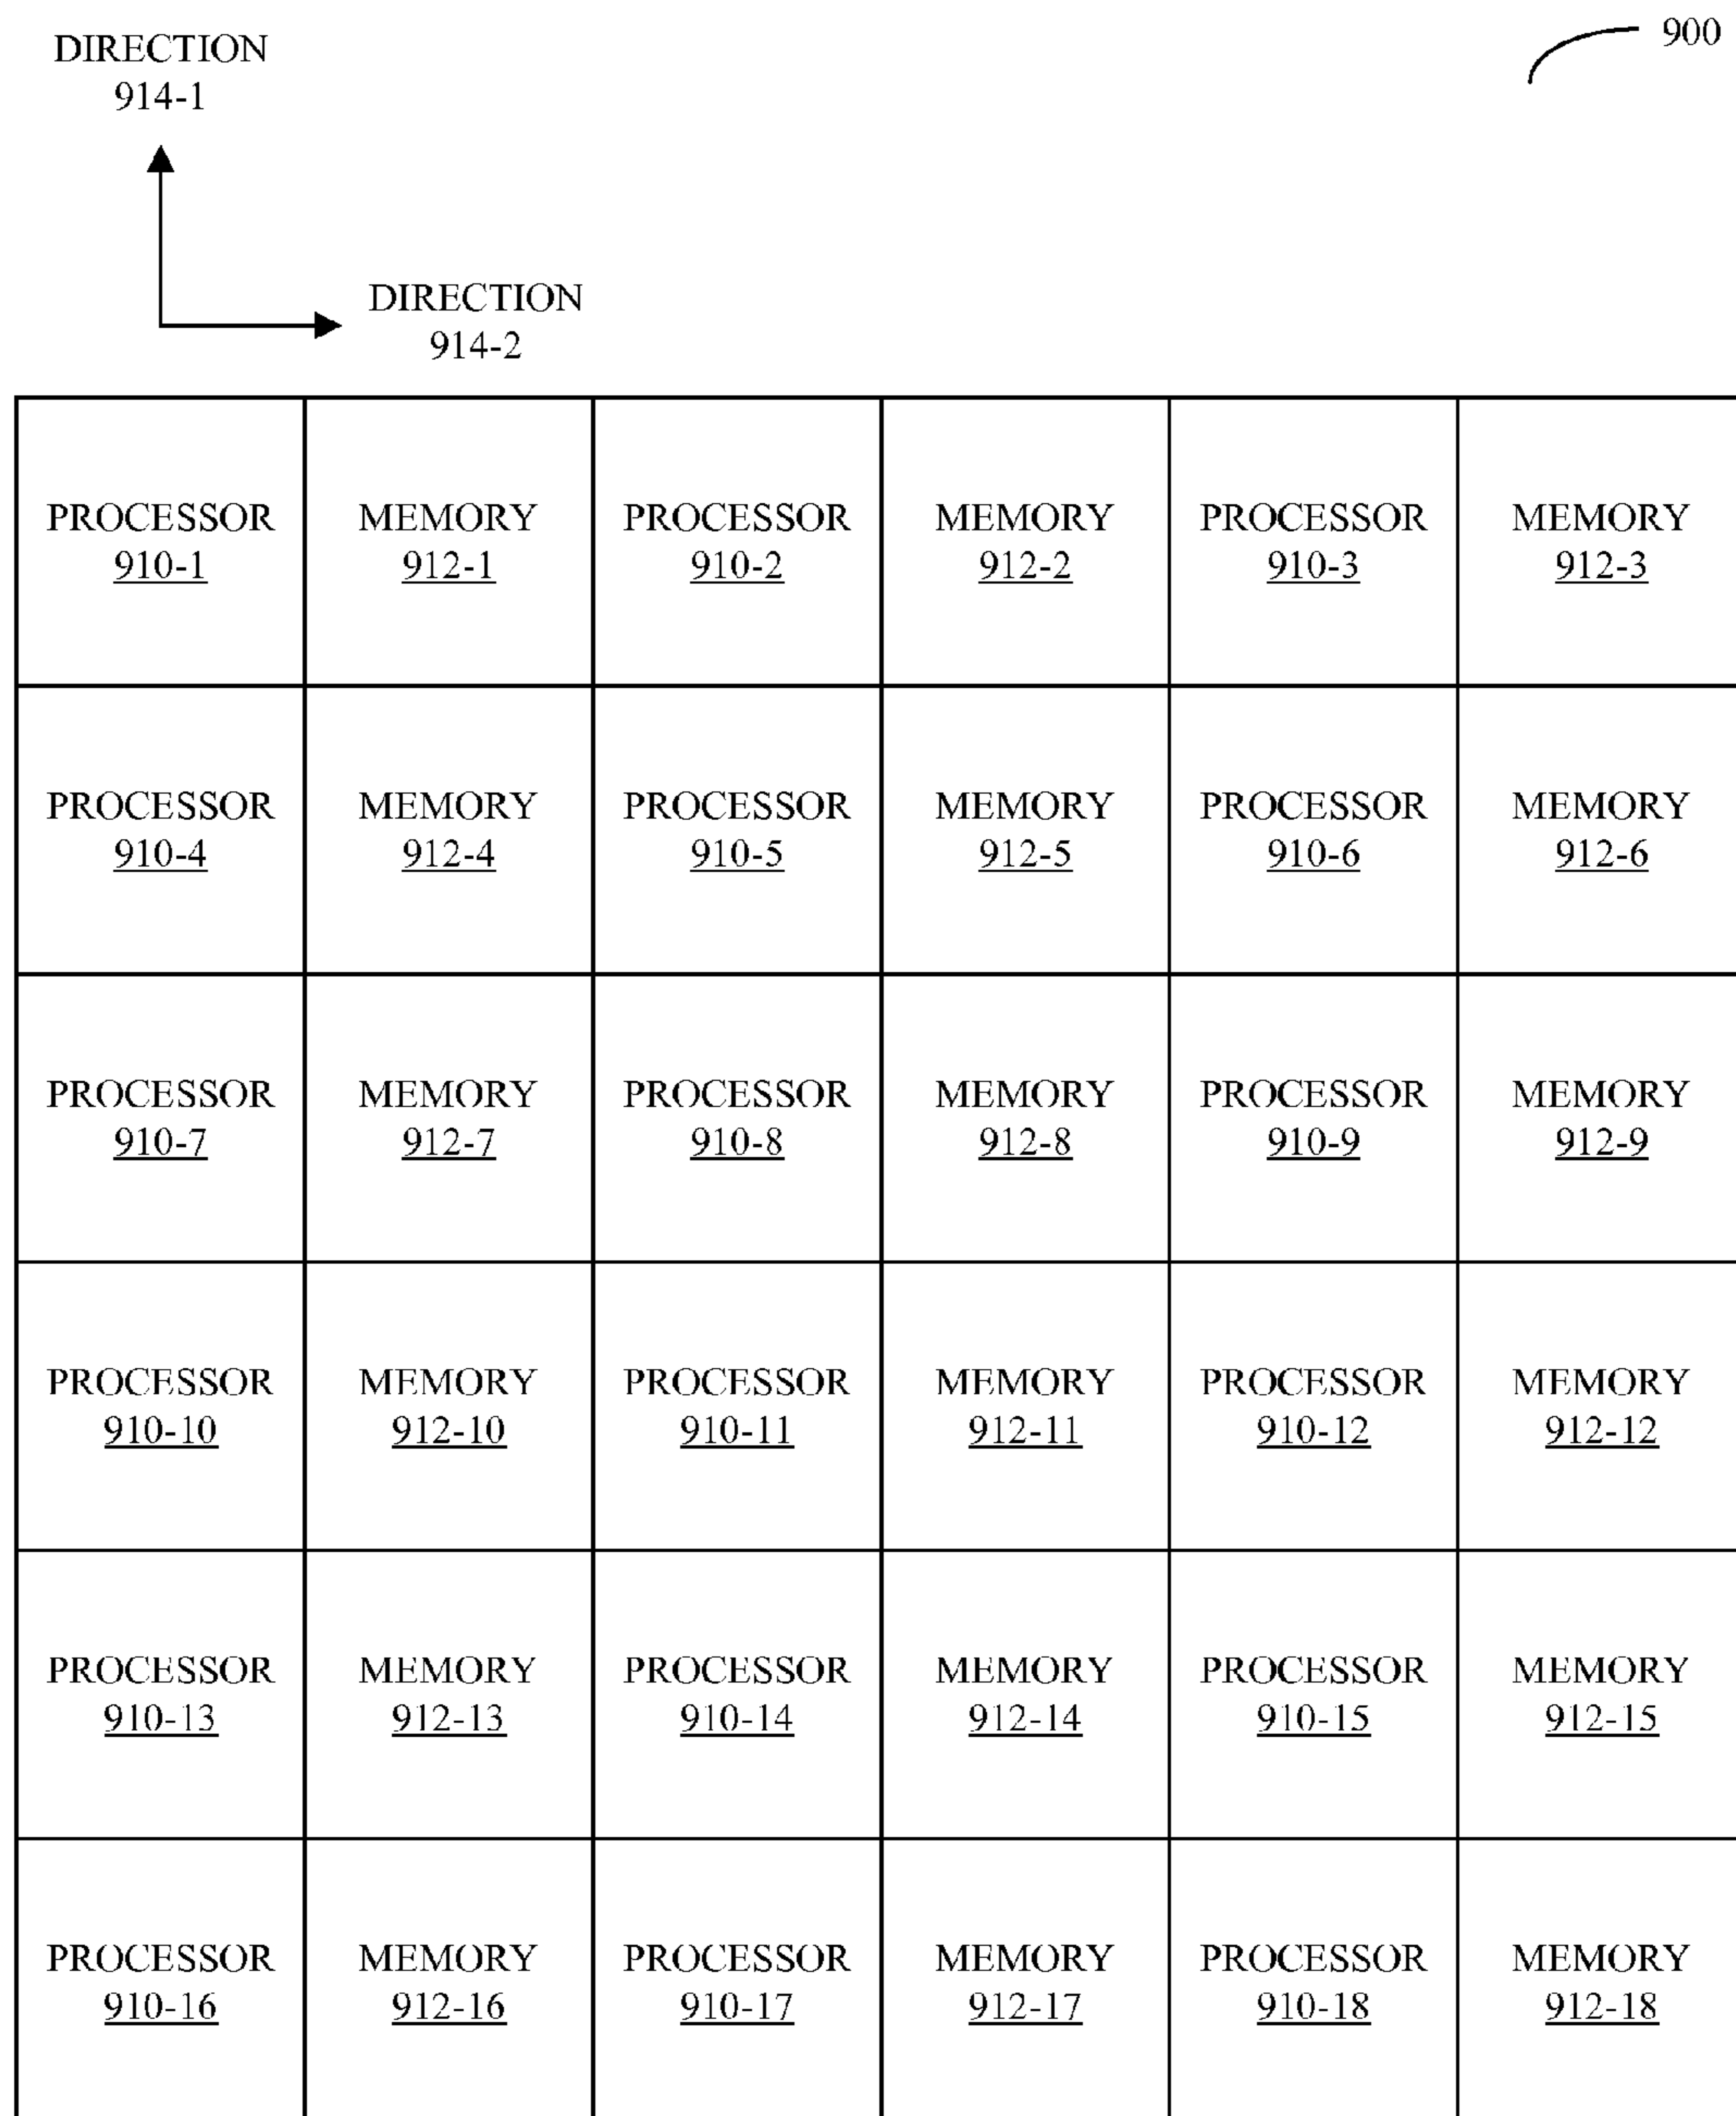 900
DIRECTION
914-1
DIRECTION
914-2
PROCESSOR MEMORY PROCESSOR MEMORY PROCESSOR MEMORY
910-1 912-1 910-2 912-2 910-3 912-3
PROCESSOR MEMORY PROCESSOR MEMORY PROCESSOR MEMORY
910-4 912-4 910-5 912-5 910-6 912-6
PROCESSOR MEMORY PROCESSOR MEMORY PROCESSOR MEMORY
910-7 912-7 910-8 912-8 910-9 912-9
PROCESSOR MEMORY PROCESSOR MEMORY PROCESSOR MEMORY
910-10 912-10 910-11 912-11 910-12 912-12
PROCESSOR MEMORY PROCESSOR MEMORY PROCESSOR MEMORY
910-13 912-13 910-14 912-14 910-15 912-15
PROCESSOR MEMORY PROCESSOR MEMORY PROCESSOR MEMORY
910-16 912-16 910-17 912-17 910-18 912-18